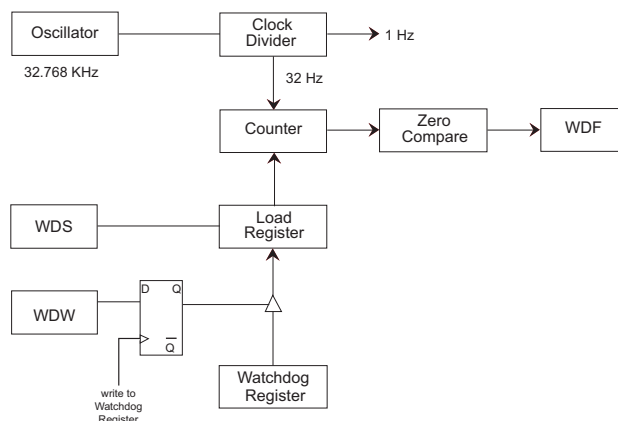 Oscillator
Clock
Divider
1 Hz
32.768 KHz
32 Hz
Counter
Zero
Compare
WDF
WDS
Load
Register
D Q
WDW
Q
write to
Watchdog
Register
Watchdog
Register